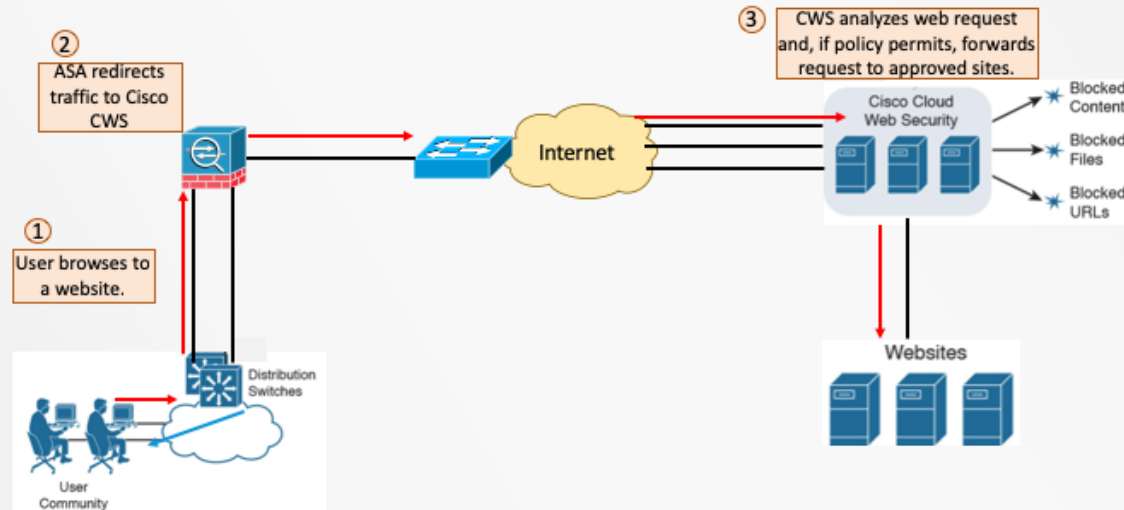 ②
ASA redirects
traffic to Cisco
CWS
③
CWS analyzes web request
and, if policy permits, forwards
request to approved sites.
Cisco Cloud
Web Security
Blocked
Content
Blocked
Files
Blocked
URLs
Internet
①
User browses to
a website.
Distribution
Switches
User
Community
Websites